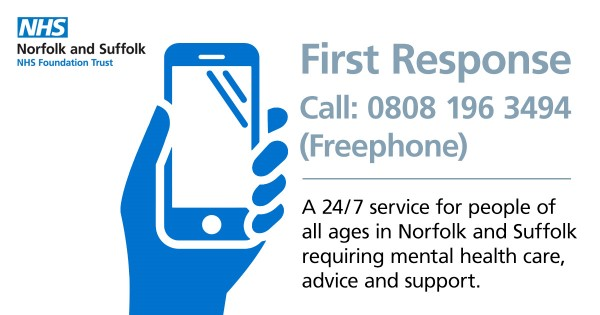 NHS
Norfolk and Suffolk
NHS Foundation Trust
First Response
Call: 0808 196 3494
(Freephone)
A 24/7 service for people of
all ages in Norfolk and Suffolk
requiring mental health care,
advice and support.